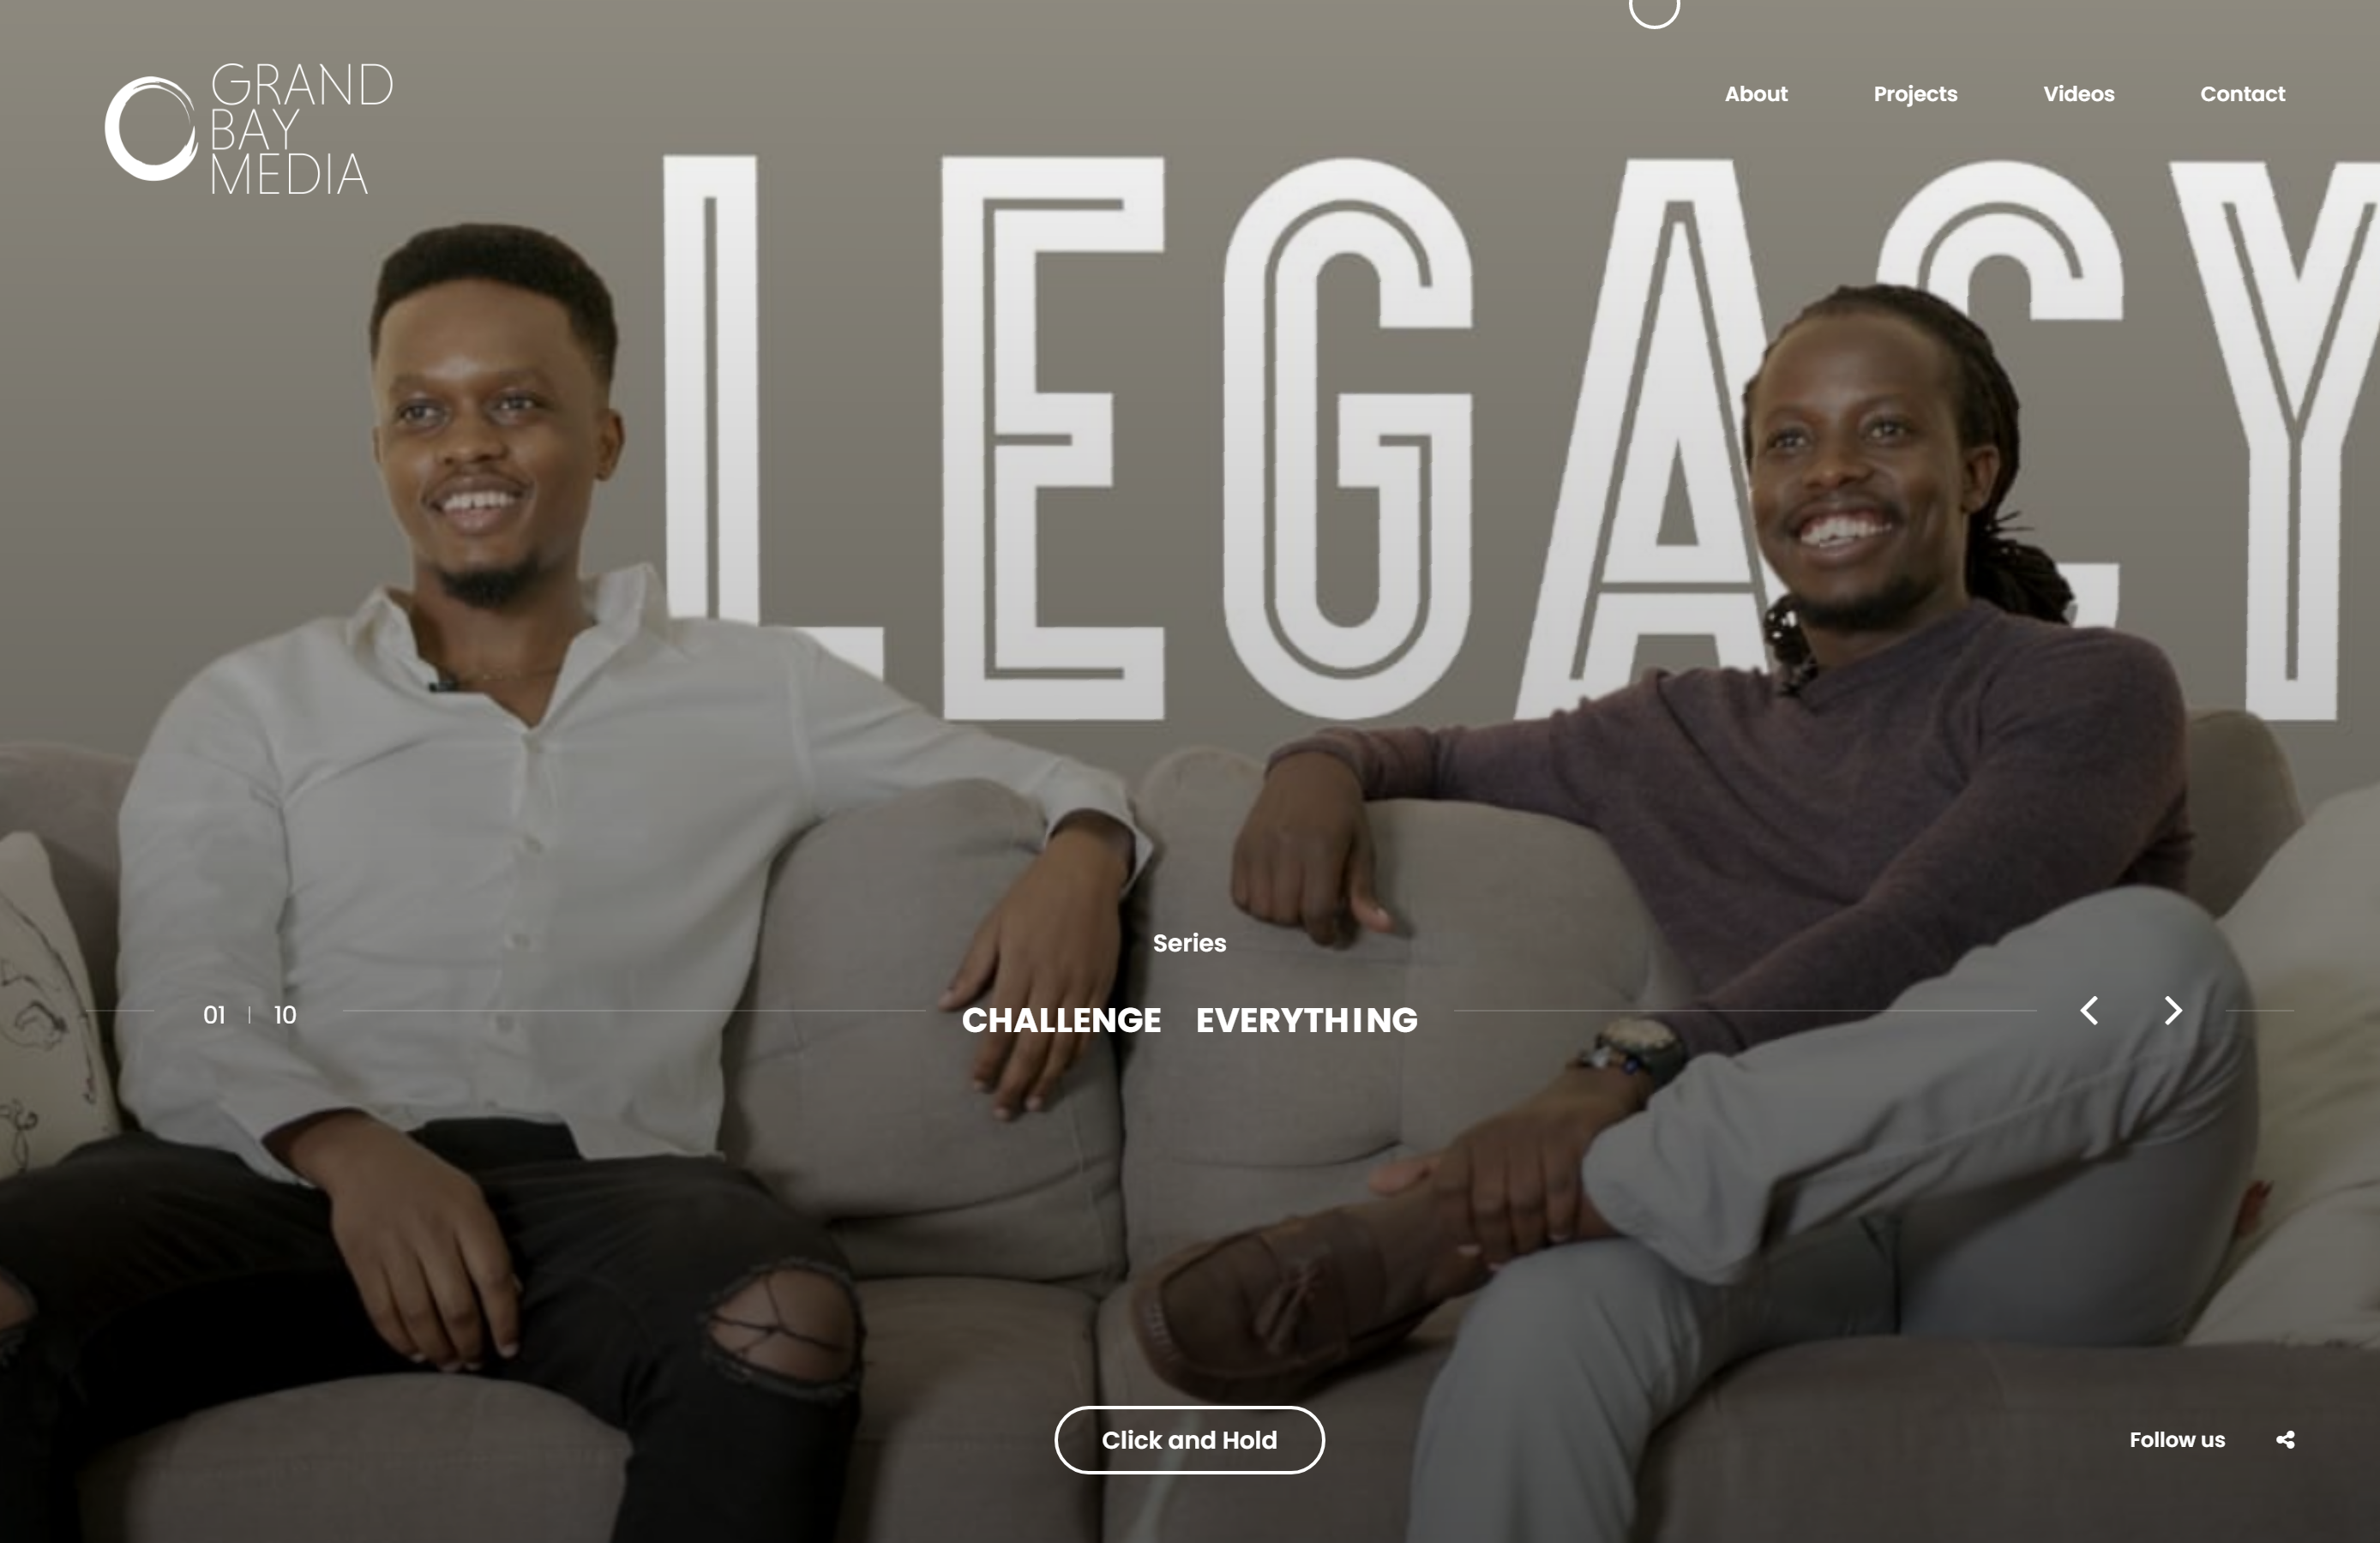 GRAND
BAY
MEDIA
About Projects Videos Contact
LEGACY
Series
01 | 10
CHALLENGE EVERYTHING
Click and Hold
Follow us